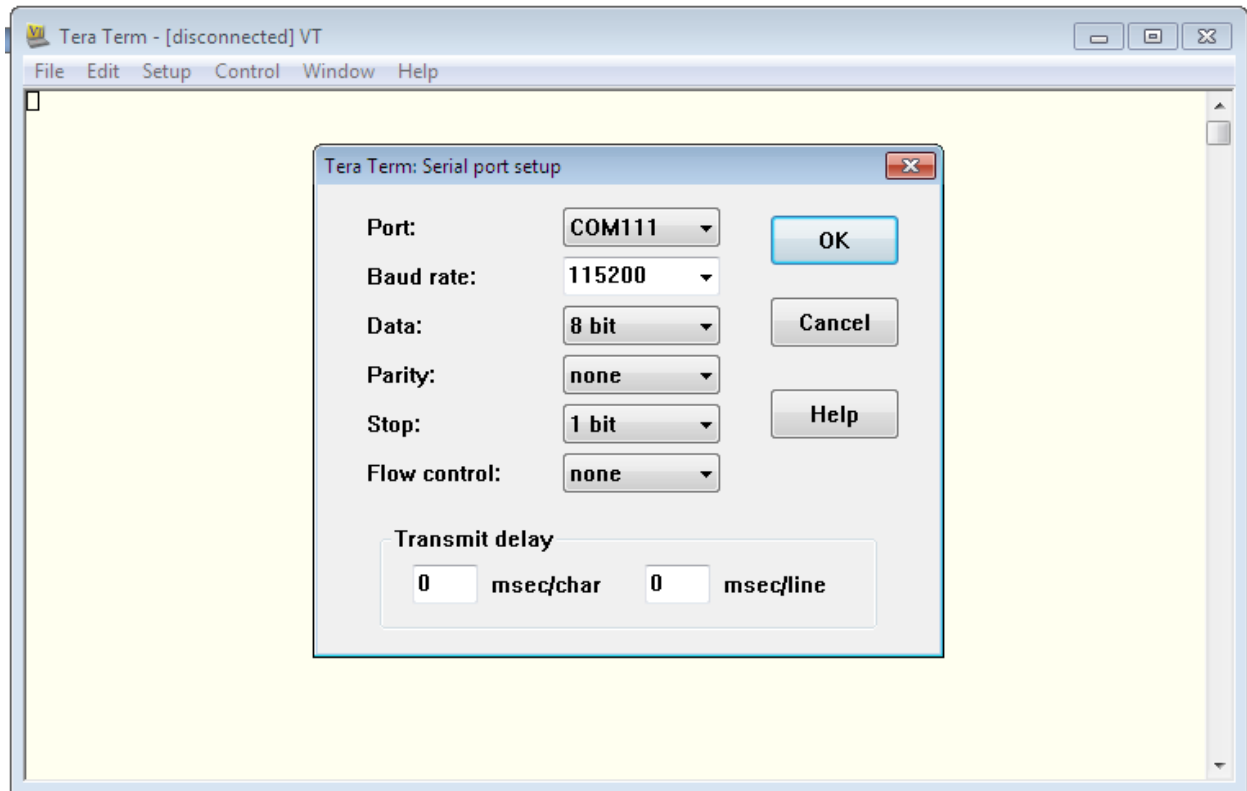 Tera Term - [disconnected] VT
File Edit Setup Control Window Help
Tera Term: Serial port setup
Port: COM111
OK
Baud rate: 115200
Data: 8 bit
Cancel
Parity: none
Stop: 1 bit
Help
Flow control: none
Transmit delay
0 msec/char 0 msec/line